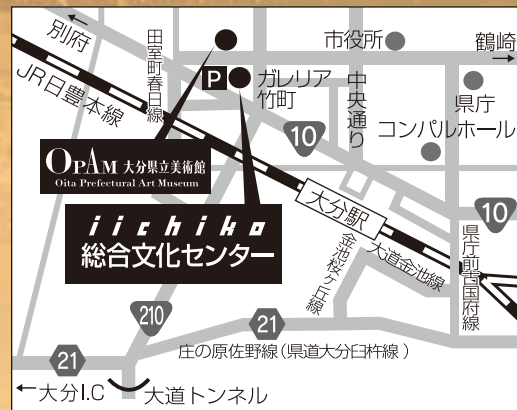 別府
JR日豊本線
田室町春日線
P
ガレリア
竹町
市役所
中央通り
鶴崎
県庁
コンパルホール
10
OPAM 大分県立美術館
Oita Prefectural Art Museum
iichiko
総合文化センター
大分駅
大道金池線
金池桜ヶ丘線
10
県庁前古国府線
210
21
庄の原佐野線(県道大分臼杵線)
21
大分I.C
大道トンネル